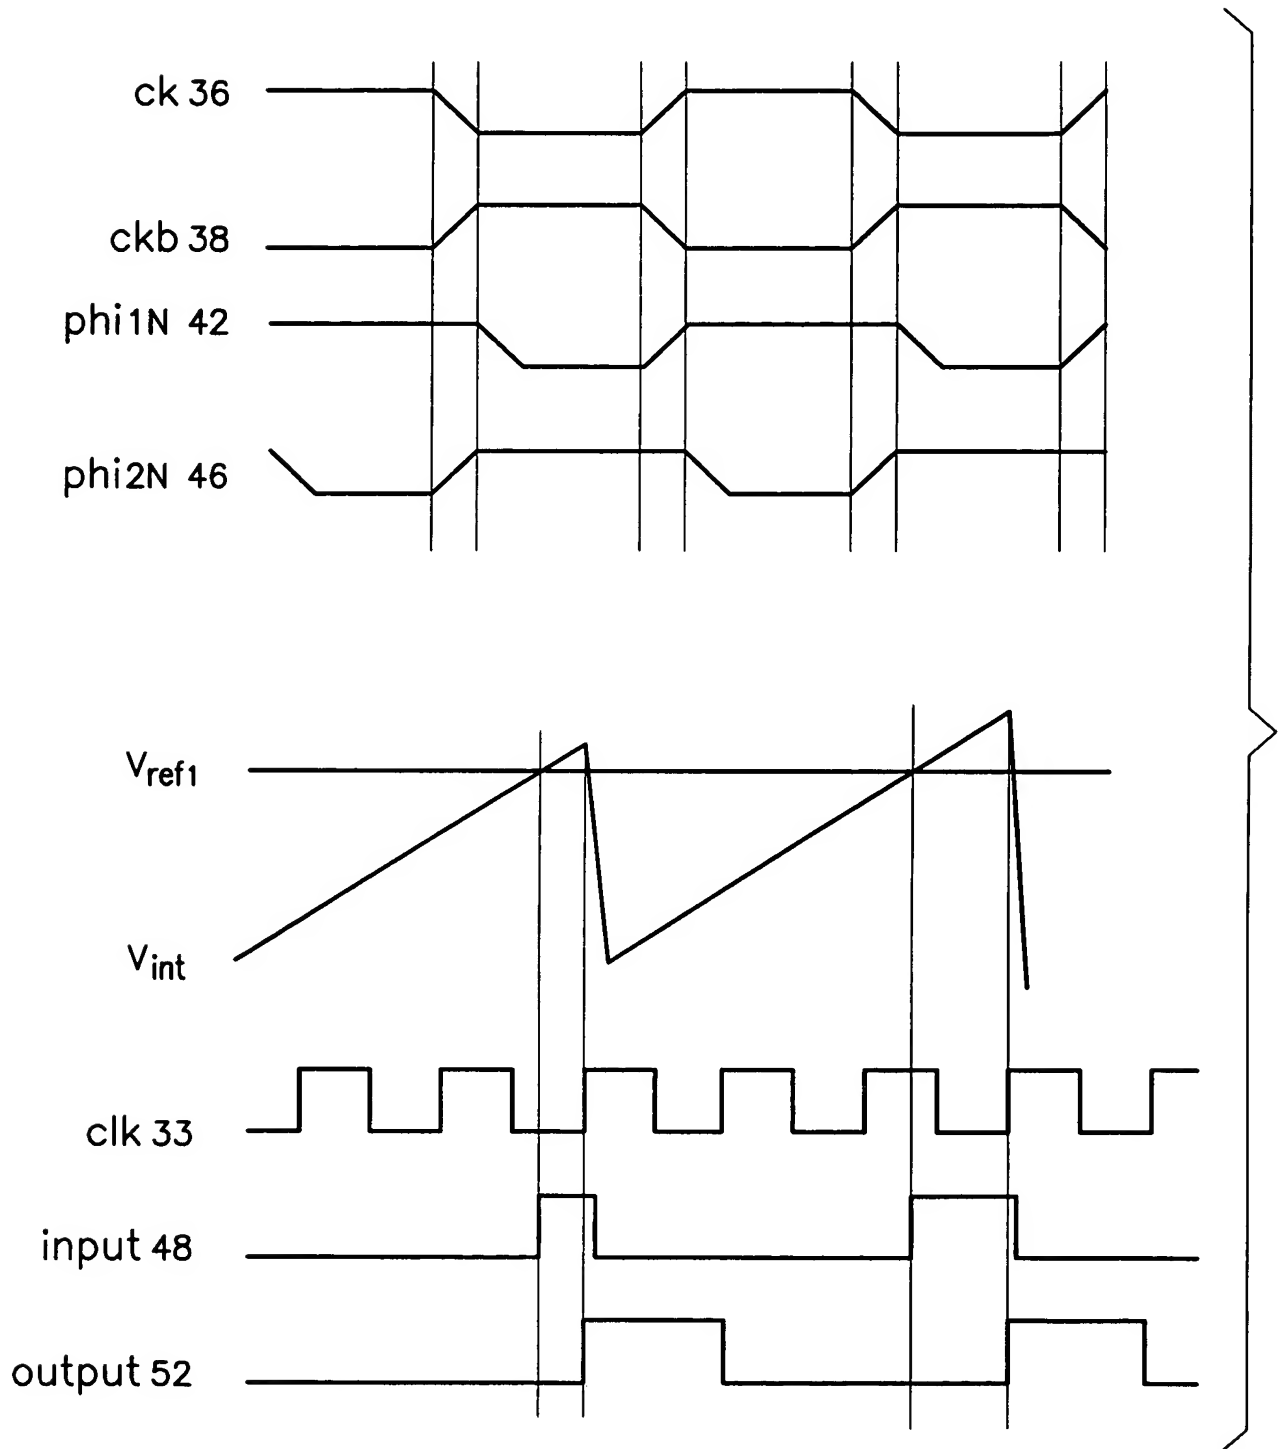 ck 36
ckb 38
phi1N 42
phi2N 46
Vref1
Vint
clk 33
input 48
output 52